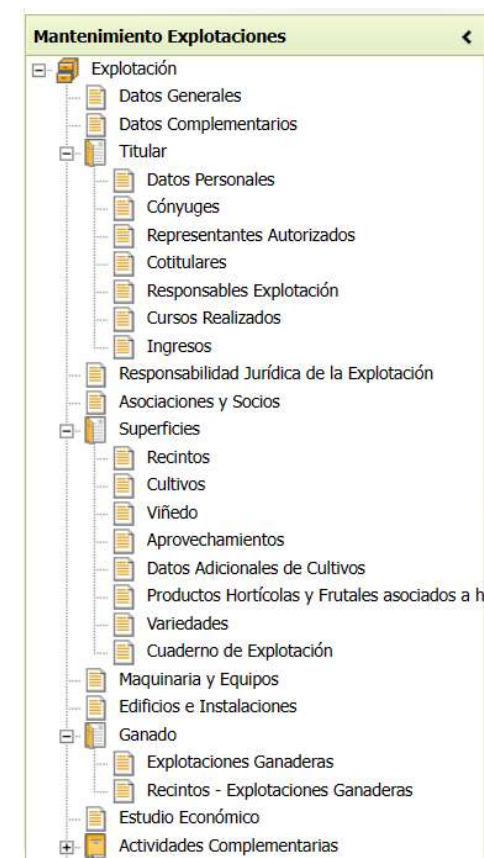 Mantenimiento Explotaciones
Explotación
Datos Generales
Datos Complementarios
Titular
Datos Personales
Cónyuges
Representantes Autorizados
Cotitulares
Responsables Explotación
Cursos Realizados
Ingresos
Responsabilidad Jurídica de la Explotación
Asociaciones y Socios
Superficies
Recintos
Cultivos
Viñedo
Aprovechamientos
Datos Adicionales de Cultivos
Productos Hortícolas y Frutales asociados a h
Variedades
Cuaderno de Explotación
Maquinaria y Equipos
Edificios e Instalaciones
Ganado
Explotaciones Ganaderas
Recintos - Explotaciones Ganaderas
Estudio Económico
Actividades Complementarias